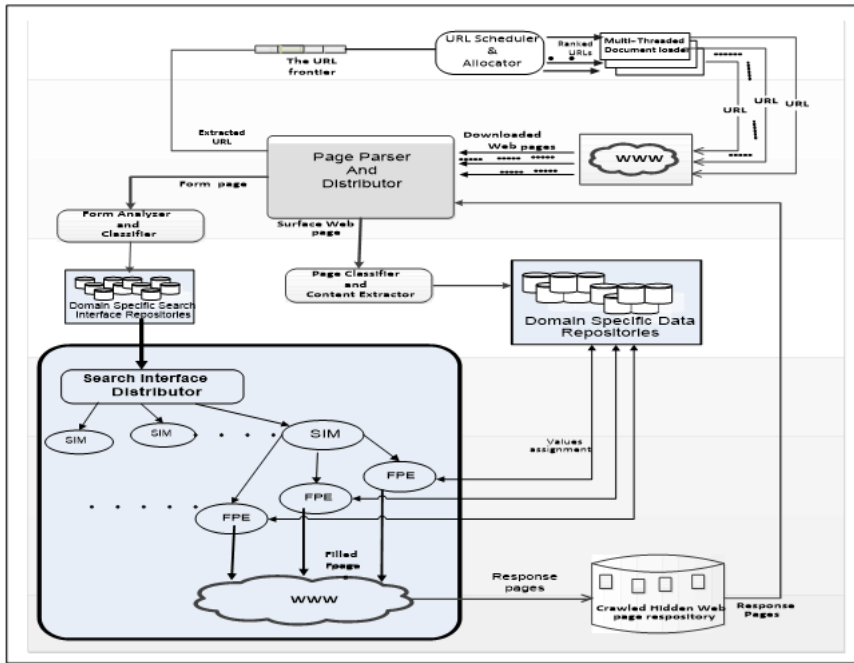 URL Scheduler
&
Allocator
Ranked
URLs
Multi-Threaded
Document loader
The URL
frontier
URL
URL
URL
Extracted
URL
Page Parser
And
Distributor
Downloaded
Web pages
WWW
Form page
Surface Web
page
Form Analyzer
and
Classifier
Page Classifier
and
Content Extractor
Domain Specific Search
Interface Repositories
Domain Specific Data
Repositories
Search Interface
Distributor
SIM
SIM
SIM
Values
assignment
FPE
FPE
FPE
Filled
Fpage
WWW
Response
pages
Crawled Hidden Web
page respository
Response
Pages